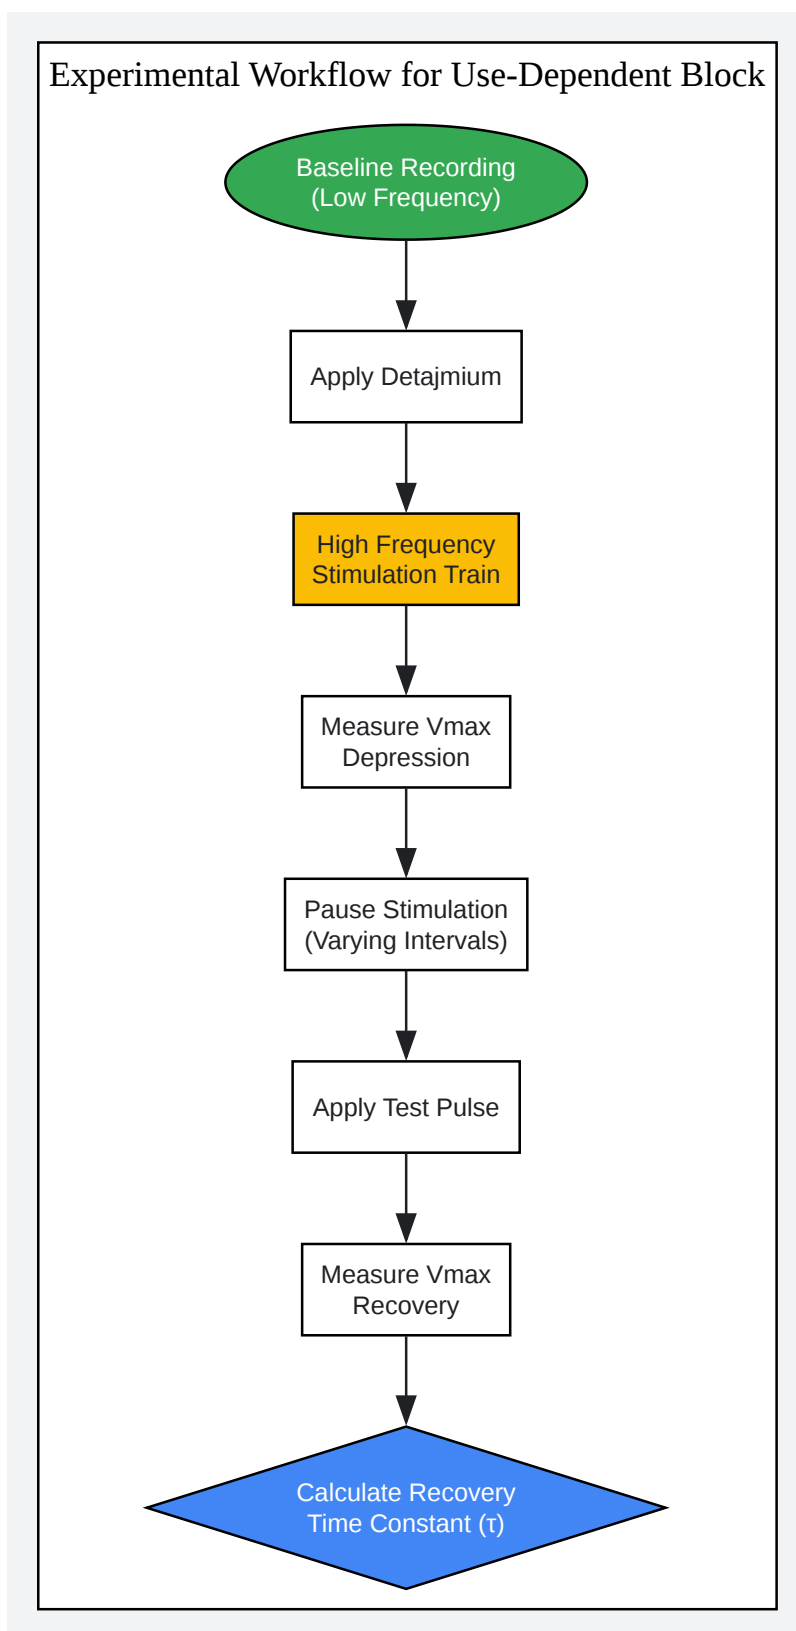 Experimental Workflow for Use-Dependent Block
Baseline Recording
(Low Frequency)
Apply Detajmium
High Frequency
Stimulation Train
Measure Vmax
Depression
Pause Stimulation
(Varying Intervals)
Apply Test Pulse
Measure Vmax
Recovery
Calculate Recovery
Time Constant (τ)